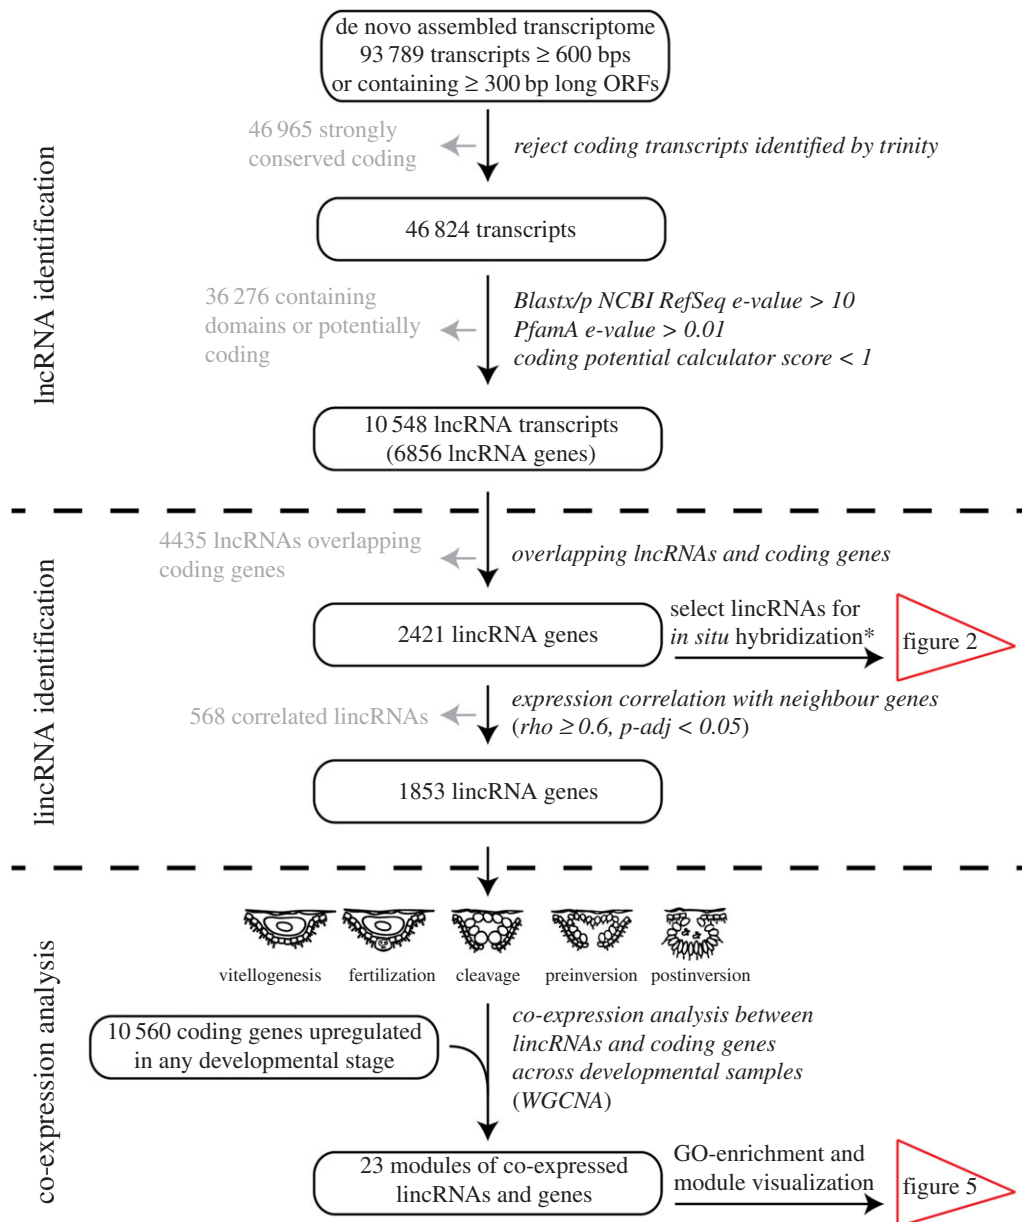 de novo assembled transcriptome
93 789 transcripts ≥ 600 bps
or containing ≥ 300 bp long ORFs
46 965 strongly
conserved coding
reject coding transcripts identified by trinity
lncRNA identification
46 824 transcripts
36 276 containing
domains or potentially
coding
Blastx/p NCBI RefSeq e-value > 10
PfamA e-value > 0.01
coding potential calculator score < 1
10 548 lncRNA transcripts
(6856 lncRNA genes)
4435 lncRNAs overlapping
coding genes
overlapping lncRNAs and coding genes
lincRNA identification
2421 lincRNA genes
select lincRNAs for
in situ hybridization*
figure 2
568 correlated lincRNAs
expression correlation with neighbour genes
(rho ≥ 0.6, p-adj < 0.05)
1853 lincRNA genes
vitellogenesis
fertilization
cleavage
preinversion
postinversion
co-expression analysis
10 560 coding genes upregulated
in any developmental stage
co-expression analysis between
lincRNAs and coding genes
across developmental samples
(WGCNA)
23 modules of co-expressed
lincRNAs and genes
GO-enrichment and
module visualization
figure 5